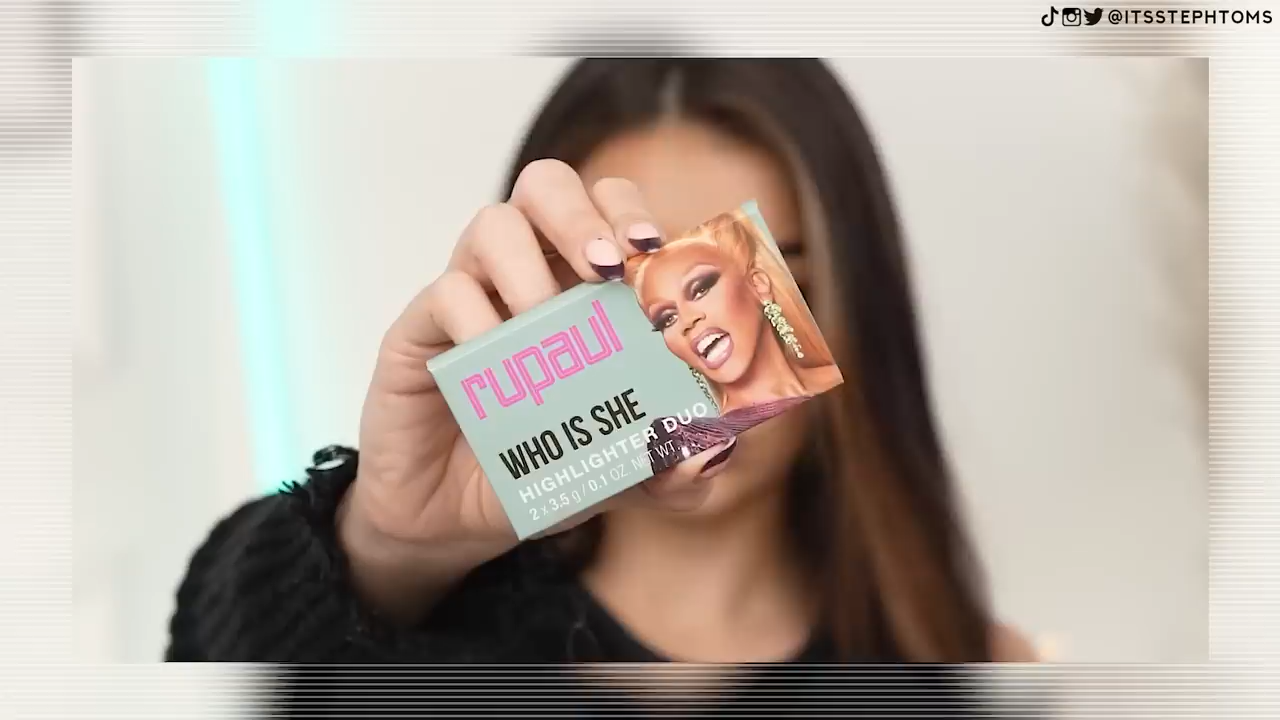 @ITSSTEPHTOMS
rupaul
WHO IS SHE
HIGHLIGHTER DUO
2 x 3.5 g / 0.1 OZ. NET WT.